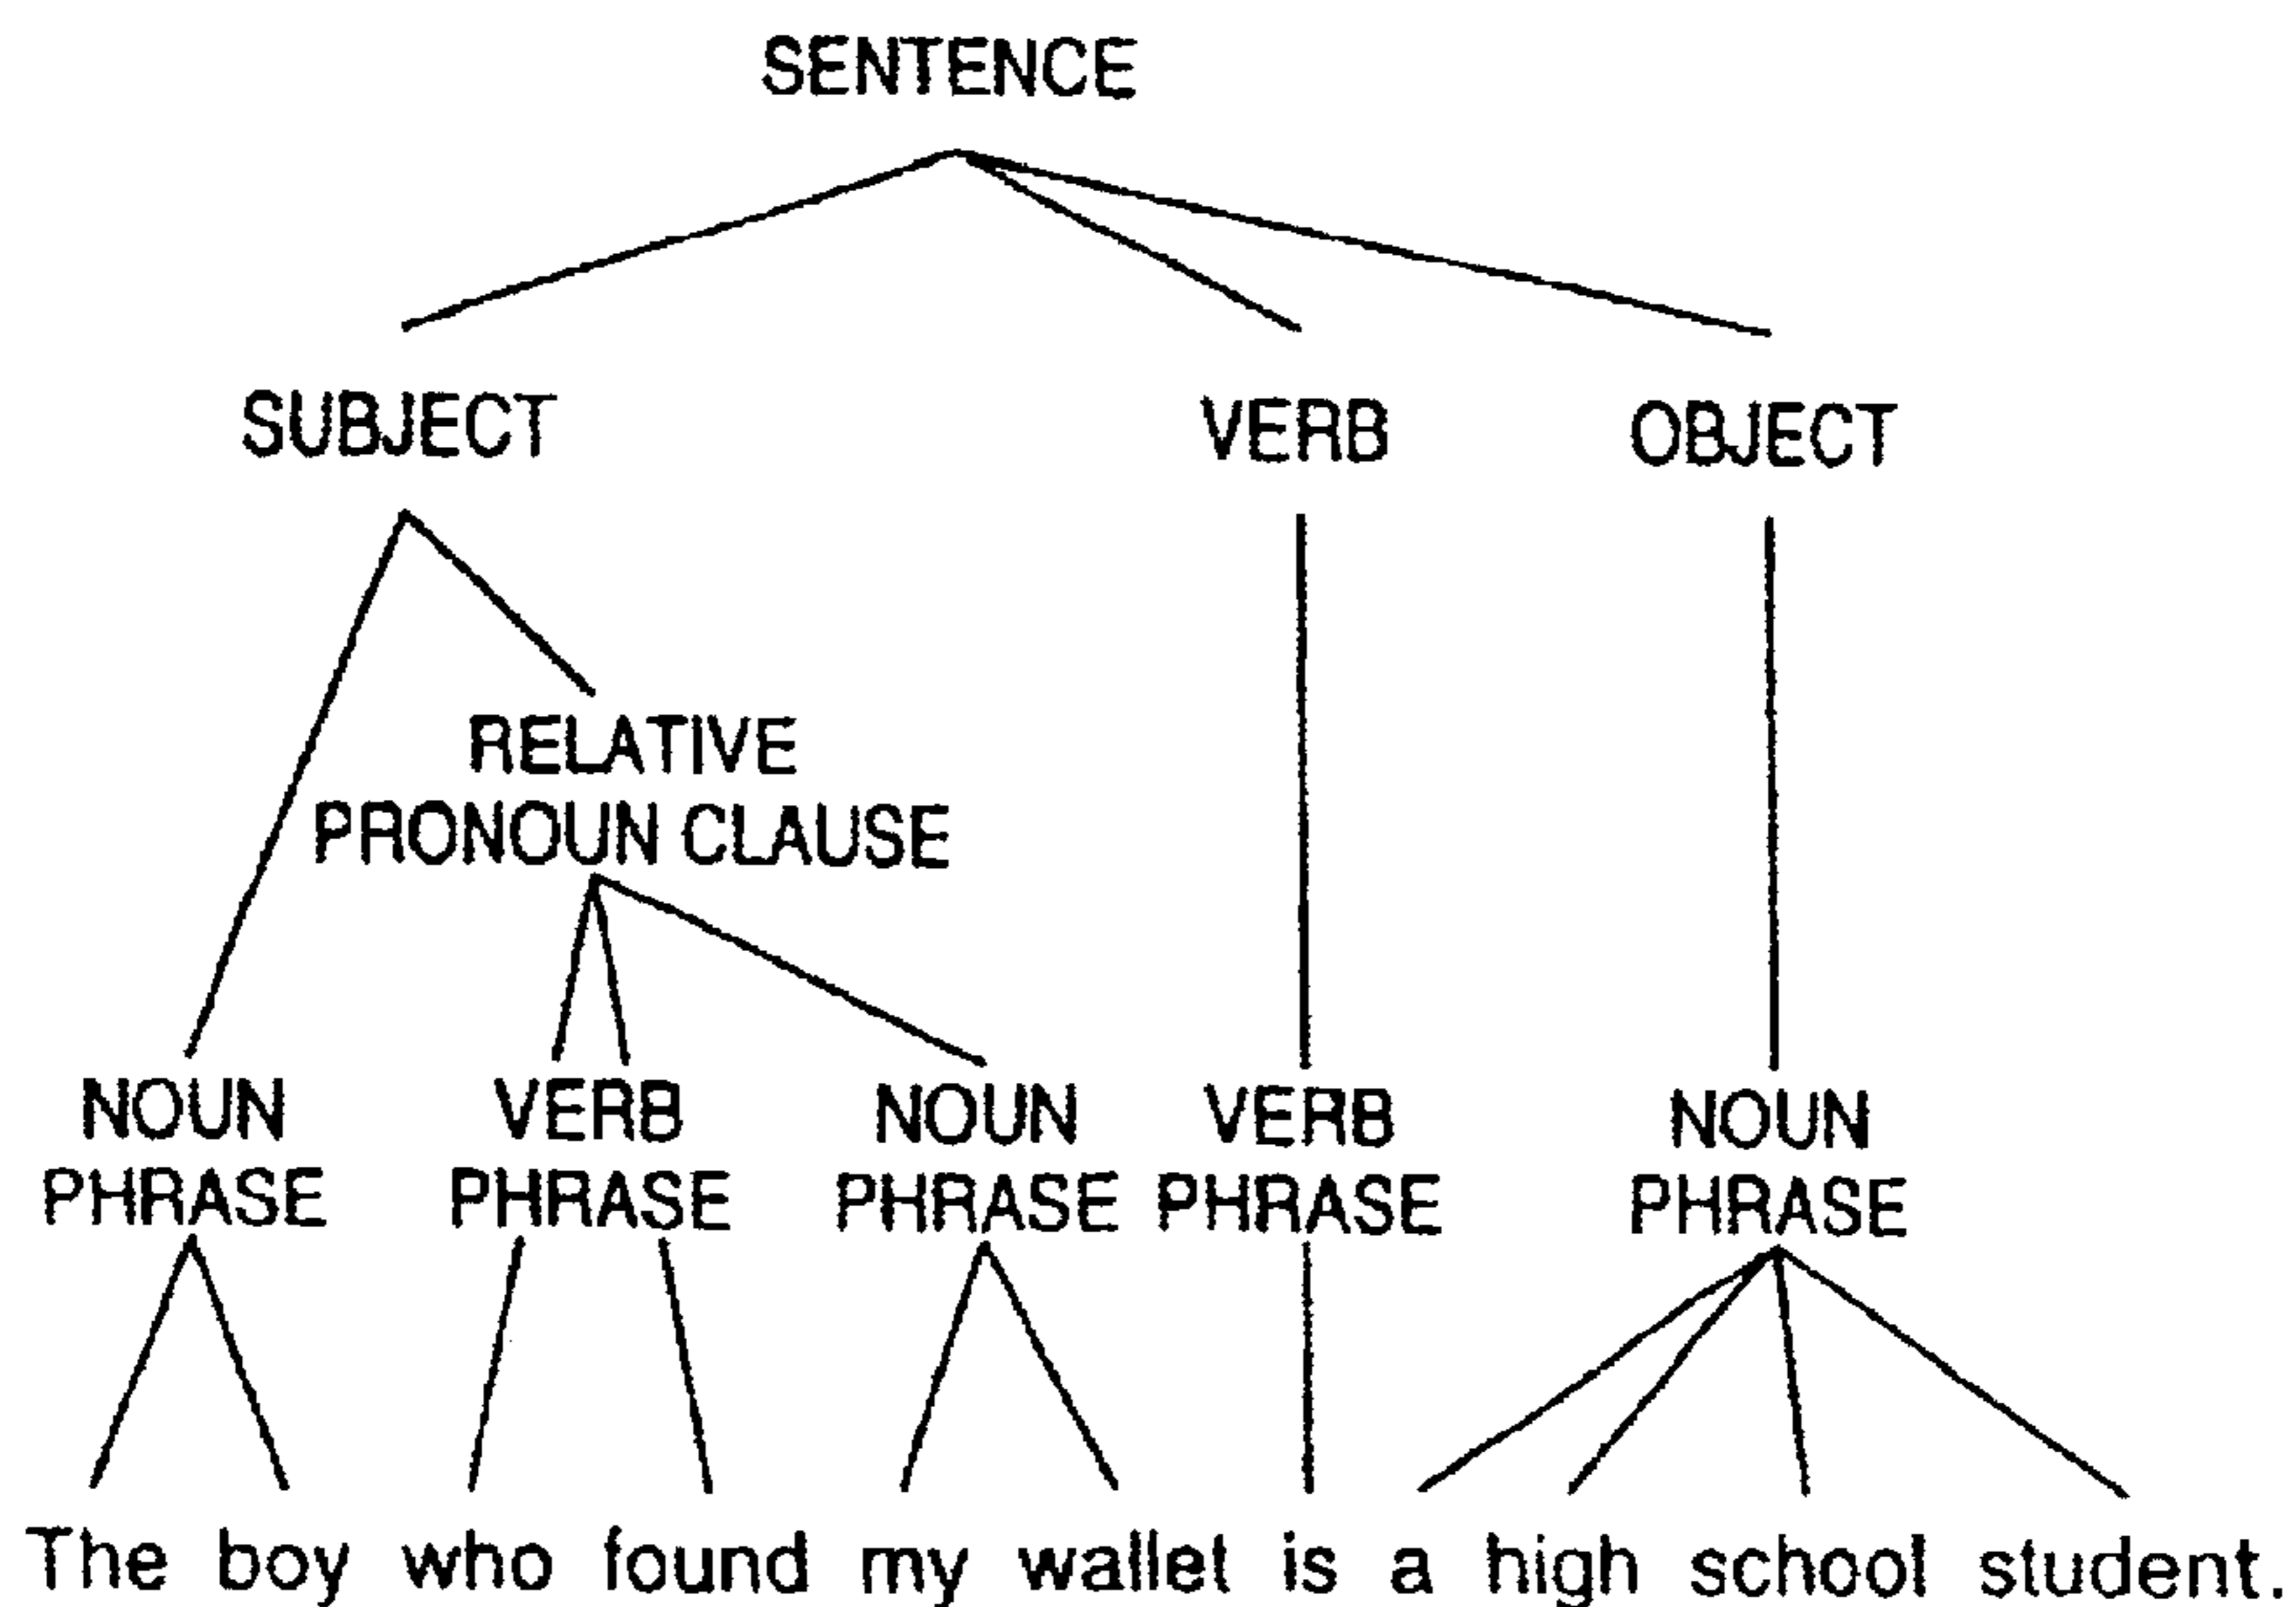 SENTENCE
SUBJECT VERB OBJECT
RELATIVE
PRONOUN CLAUSE
NOUN VERB NOUN VERB NOUN
PHRASE PHRASE PHRASE PHRASE PHRASE
The boy who found my wallet is a high school student.